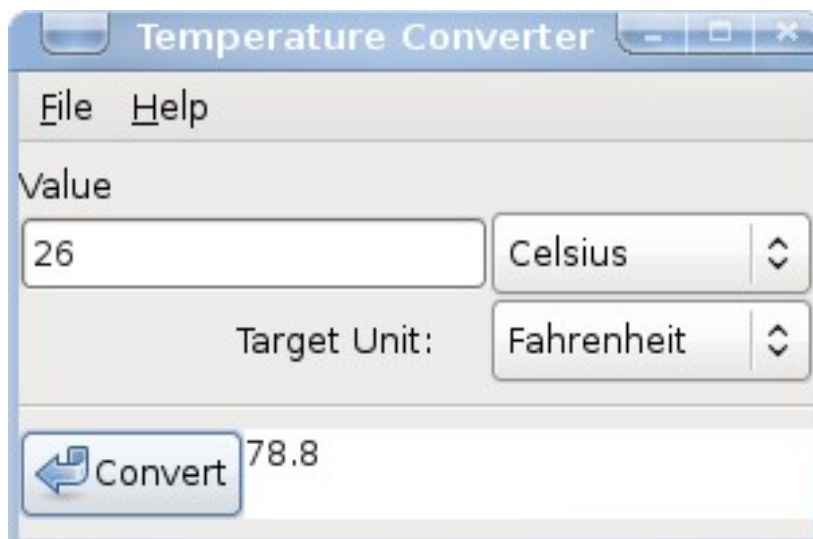 Temperature Converter
File Help
Value
26 Celsius
Target Unit: Fahrenheit
Convert 78.8